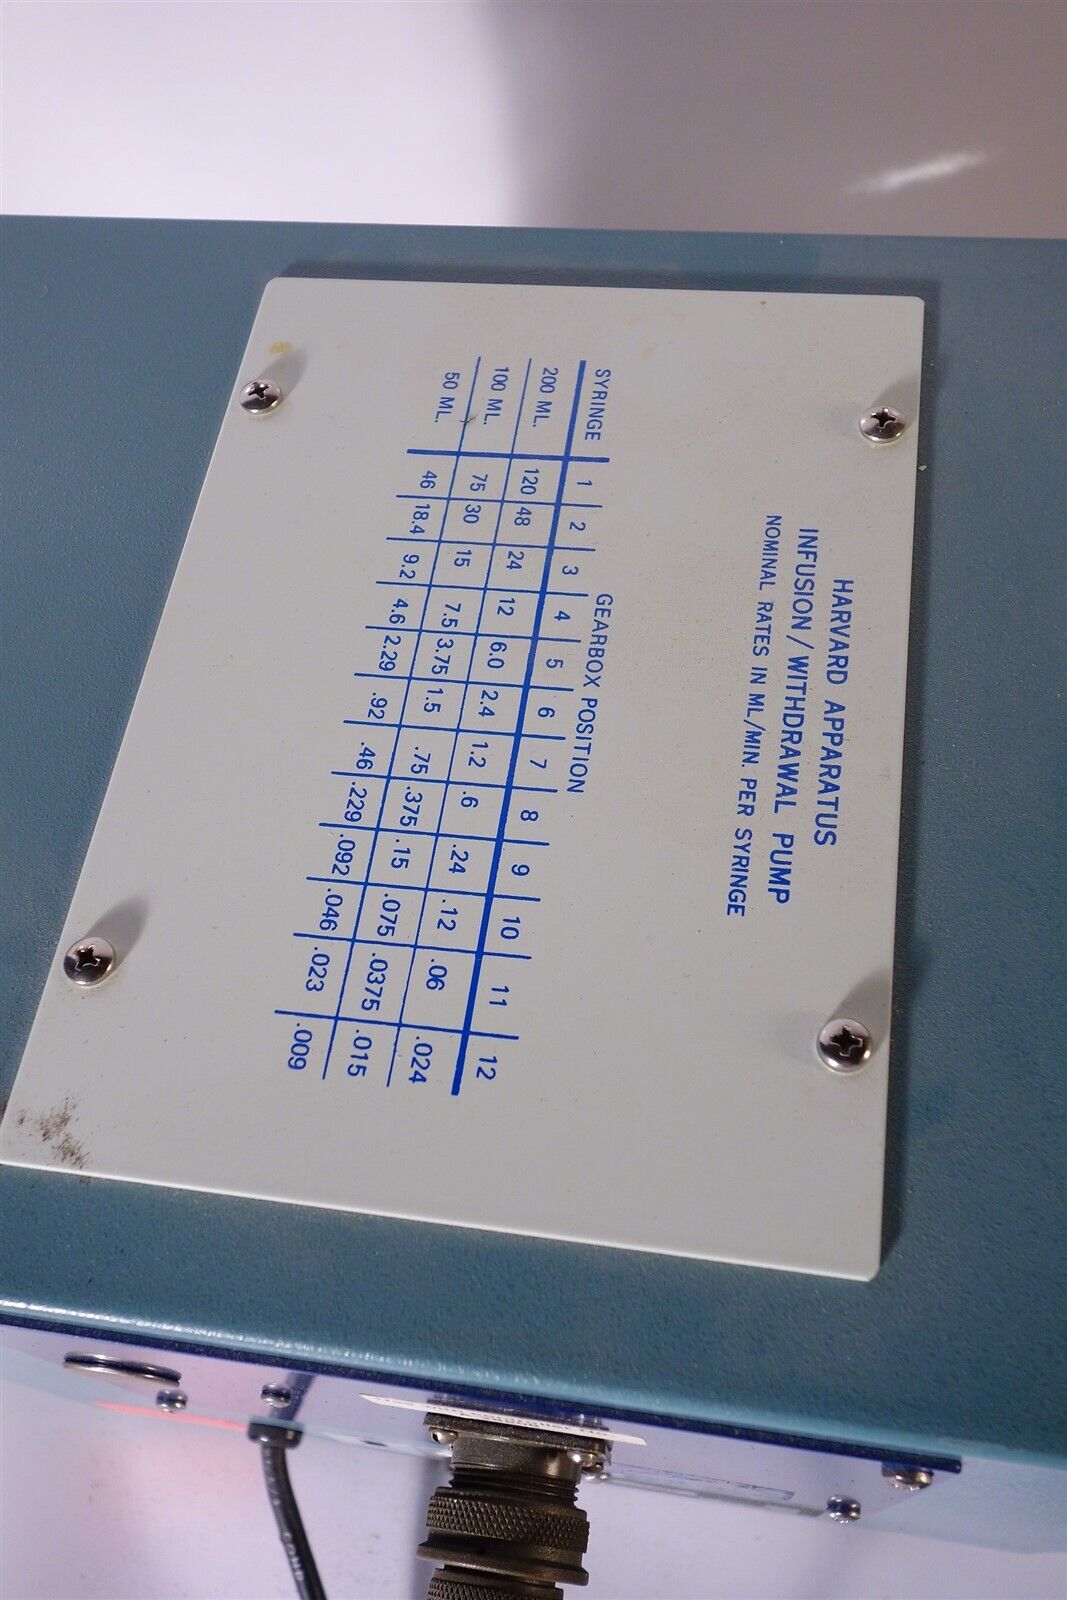 HARVARD APPARATUS
INFUSION/WITHDRAWAL PUMP
NOMINAL RATES IN ML/MIN. PER SYRINGE
GEARBOX POSITION
SYRINGE 1 2 3 4 5 6 7 8 9 10 11 12
200 ML. 120 48 24 12 6.0 2.4 1.2 .6 .24 .12 .06 .024
100 ML. 75 30 15 7.5 3.75 1.5 .75 .375 .15 .075 .0375 .015
50 ML. 46 18.4 9.2 4.6 2.29 .92 .46 .229 .092 .046 .023 .009